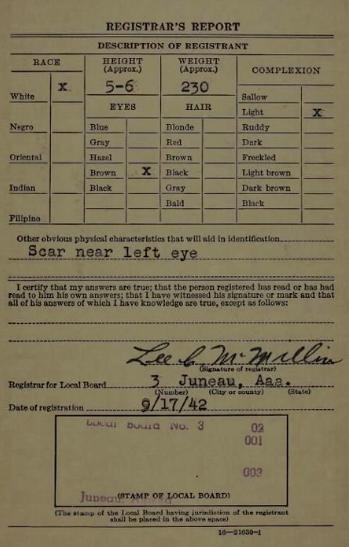 REGISTRAR'S REPORT
DESCRIPTION OF REGISTRANT
RACE HEIGHT (Approx.) WEIGHT (Approx.) COMPLEXION
White X 5-6 230 Sallow
EYES HAIR Light X
Negro Blue Blonde Ruddy
Gray Red Dark
Oriental Hazel Brown Freckled
Brown X Black Light brown
Indian Black Gray Dark brown
Bald Black
Filipino
Other obvious physical characteristics that will aid in identification
Scar near left eye
I certify that my answers are true; that the person registered has read or has had
read to him his own answers; that I have witnessed his signature or mark and that
all of his answers of which I have knowledge are true, except as follows:
Lee C. McMillin
(Signature of registrar)
Registrar for Local Board 3 Juneau, Aaa.
(Number) (City or county) (State)
Date of registration 9/17/42
Local Board No. 3 02
001
003
Juneau
(STAMP OF LOCAL BOARD)
(The stamp of the Local Board having jurisdiction of the registrant
shall be placed in the above space)
16—21630-1